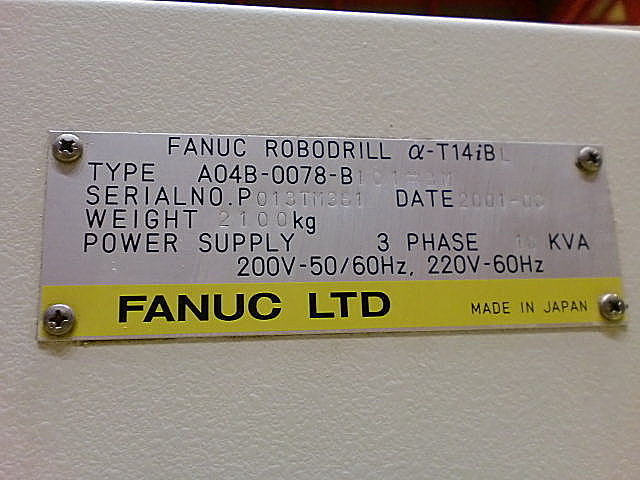 FANUC ROBODRILL α-T14iBL
TYPE A04B-0078-B
SERIALNO.P DATE
WEIGHT 2100kg
POWER SUPPLY 3 PHASE KVA
200V-50/60Hz, 220V-60Hz
FANUC LTD MADE IN JAPAN